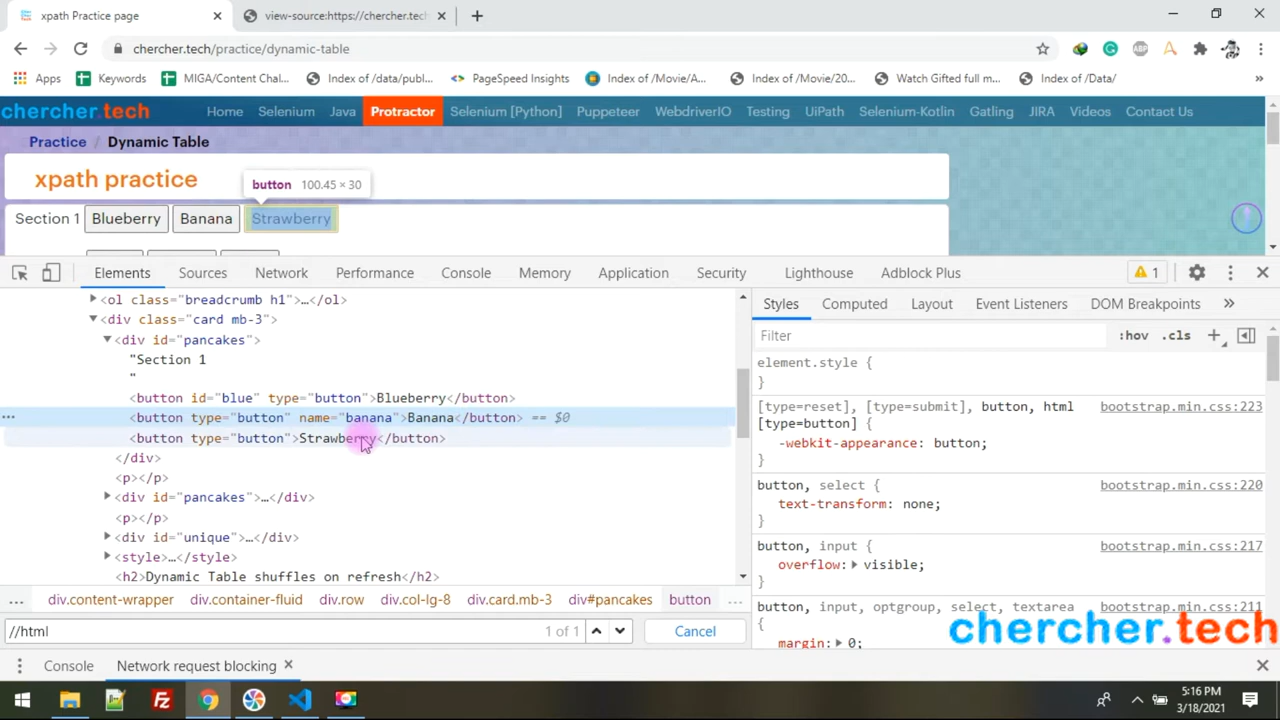 xpath Practice page
view-source:https://chercher.tech
chercher.tech/practice/dynamic-table
Apps Keywords MIGA/Content Chal... Index of /data/publ... PageSpeed Insights Index of /Movie/A... Index of /Movie/20... Watch Gifted full m... Index of /Data/ »
chercher.tech Home Selenium Java Protractor Selenium [Python] Puppeteer WebdriverIO Testing UiPath Selenium-Kotlin Gatling JIRA Videos Contact Us
Practice / Dynamic Table
xpath practice
button 100.45 × 30
Section 1 Blueberry Banana Strawberry
Elements Sources Network Performance Console Memory Application Security Lighthouse Adblock Plus 1
<ol class="breadcrumb h1">…</ol>
<div class="card mb-3">
<div id="pancakes">
"Section 1
"
<button id="blue" type="button">Blueberry</button>
<button type="button" name="banana">Banana</button> == $0
<button type="button">Strawberry</button>
</div>
<p></p>
<div id="pancakes">…</div>
<p></p>
<div id="unique">…</div>
<style>…</style>
<h2>Dynamic Table shuffles on refresh</h2>
... div.content-wrapper div.container-fluid div.row div.col-lg-8 div.card.mb-3 div#pancakes button ...
//html 1 of 1 Cancel
Styles Computed Layout Event Listeners DOM Breakpoints »
Filter :hov .cls +
element.style {
}
[type=reset], [type=submit], button, html bootstrap.min.css:223
[type=button] {
-webkit-appearance: button;
}
button, select { bootstrap.min.css:220
text-transform: none;
}
button, input { bootstrap.min.css:217
overflow: visible;
}
button, input, optgroup, select, textarea bootstrap.min.css:211
{
margin: 0;
chercher.tech
Console Network request blocking ×
5:16 PM
3/18/2021